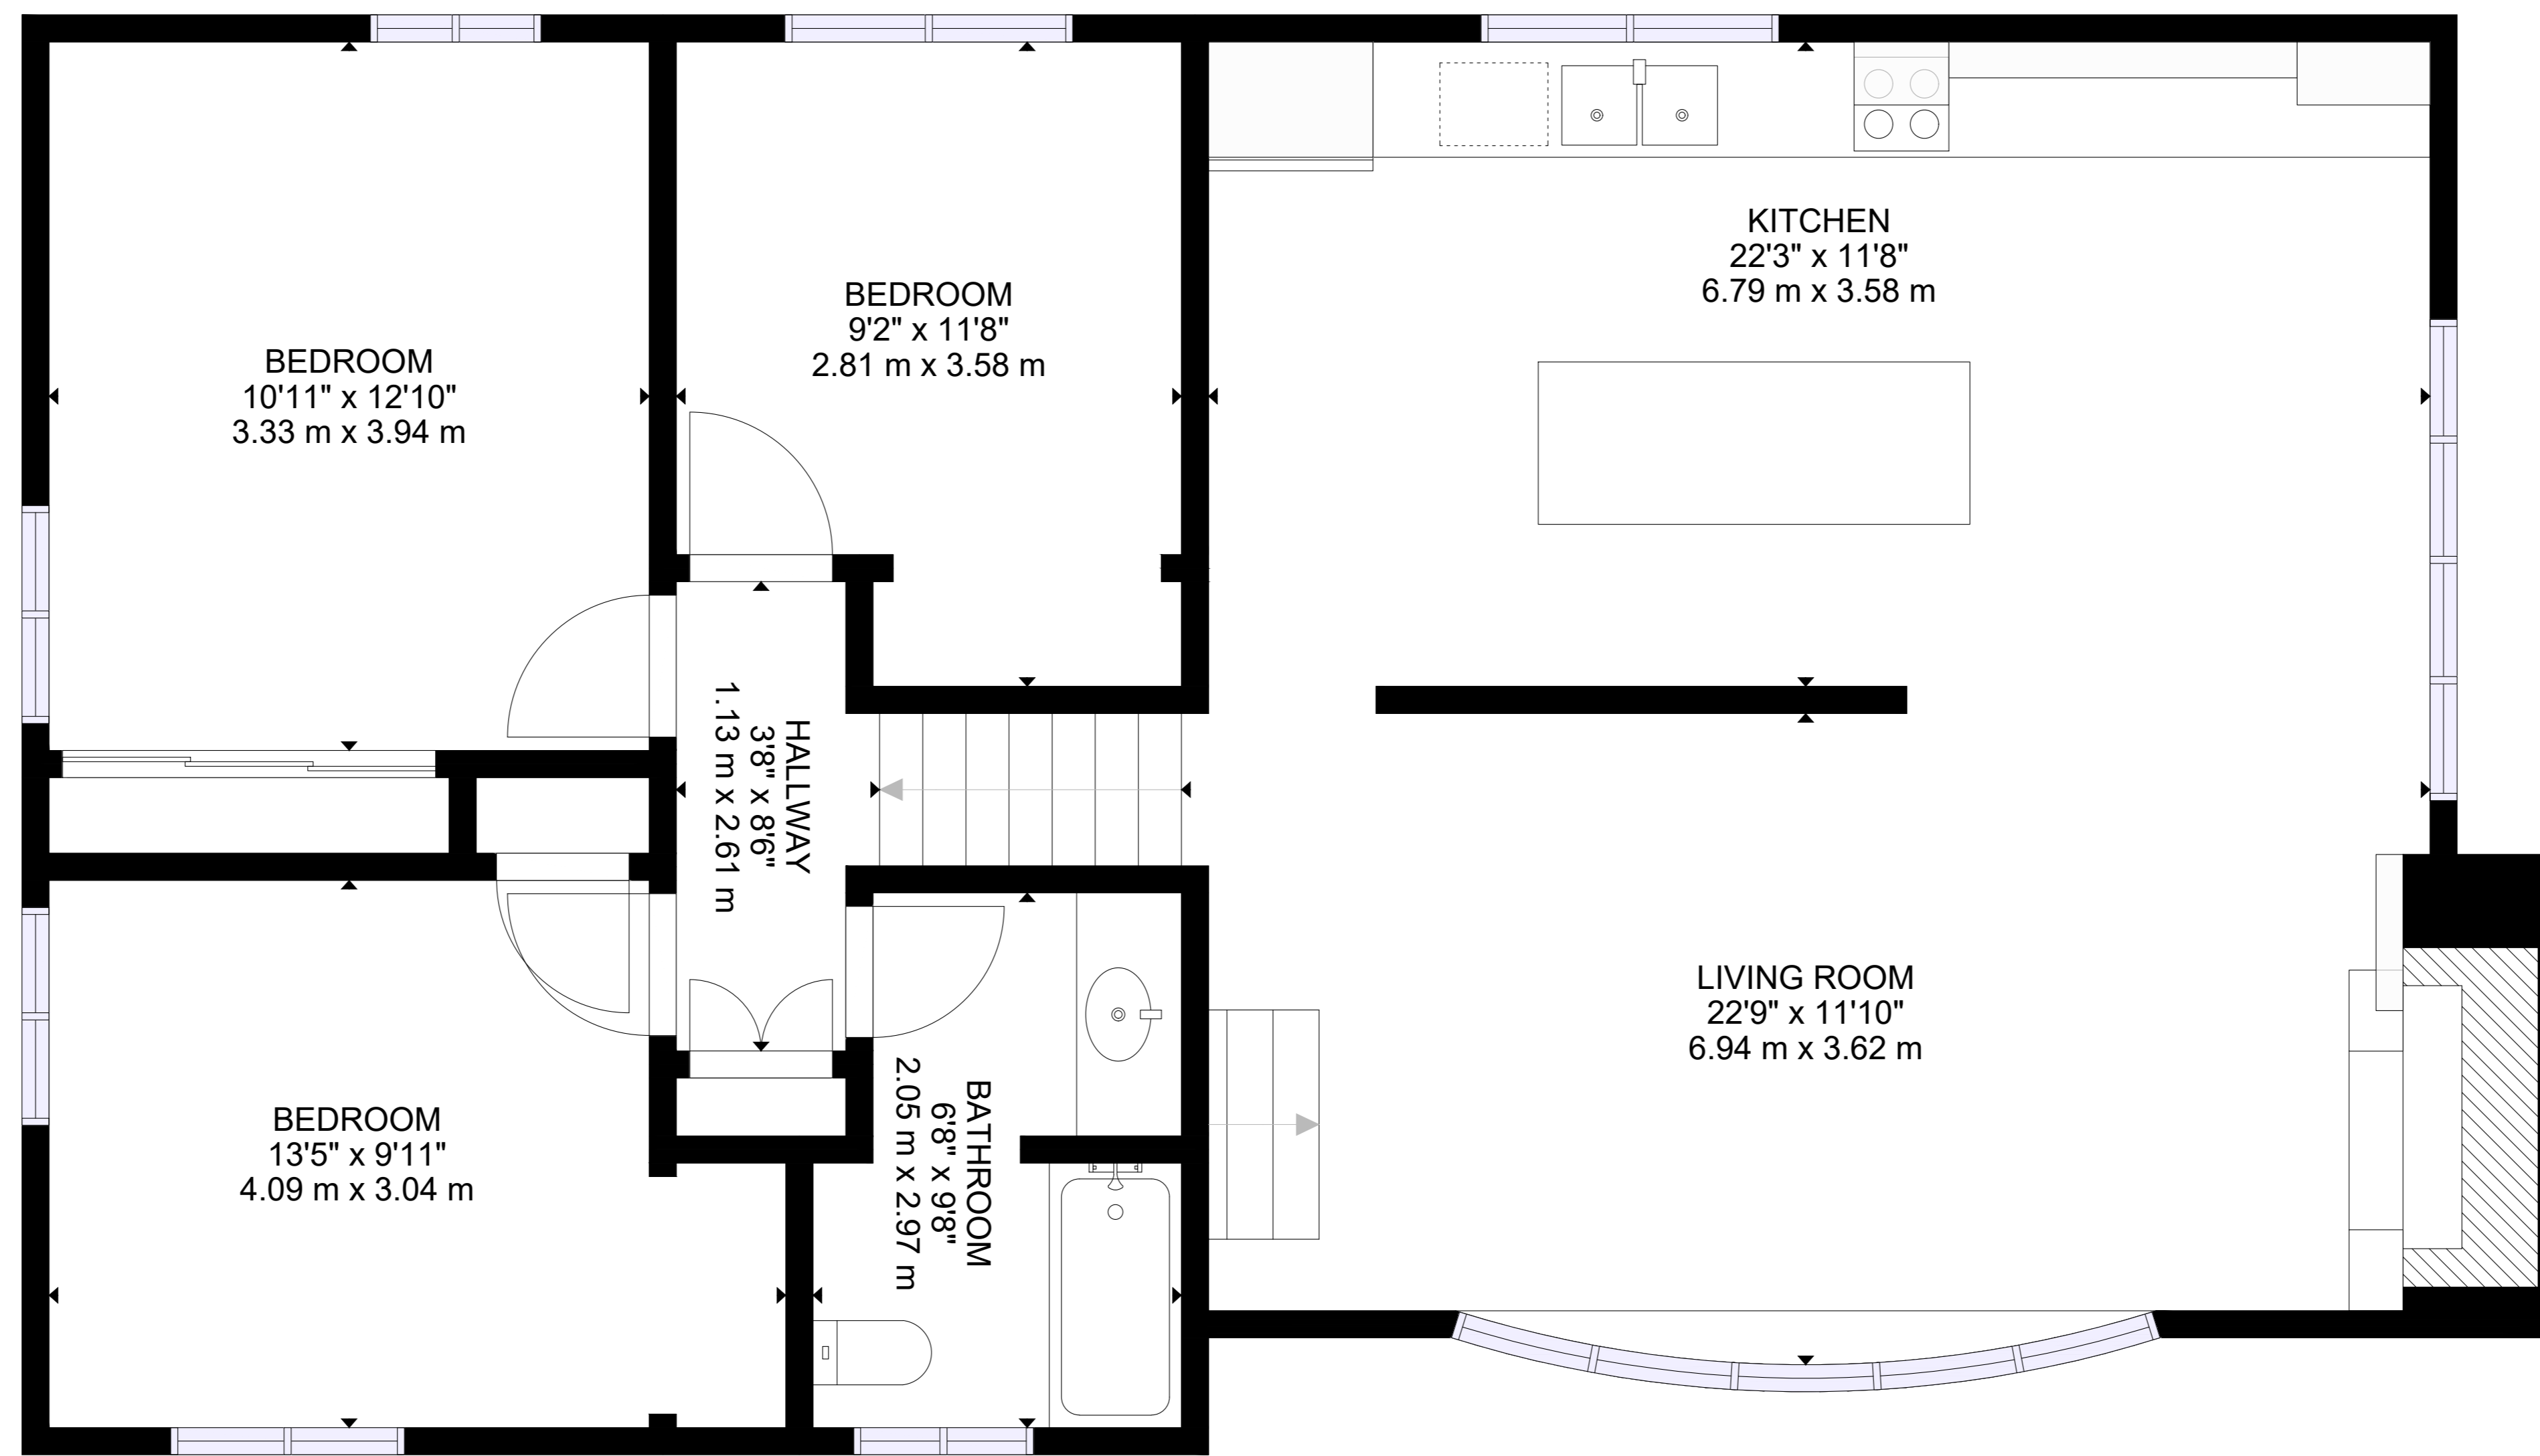 KITCHEN
22'3" x 11'8"
6.79 m x 3.58 m
BEDROOM
9'2" x 11'8"
2.81 m x 3.58 m
BEDROOM
10'11" x 12'10"
3.33 m x 3.94 m
HALLWAY
3'8" x 8'6"
1.13 m x 2.61 m
LIVING ROOM
22'9" x 11'10"
6.94 m x 3.62 m
BEDROOM
13'5" x 9'11"
4.09 m x 3.04 m
BATHROOM
6'8" x 9'8"
2.05 m x 2.97 m